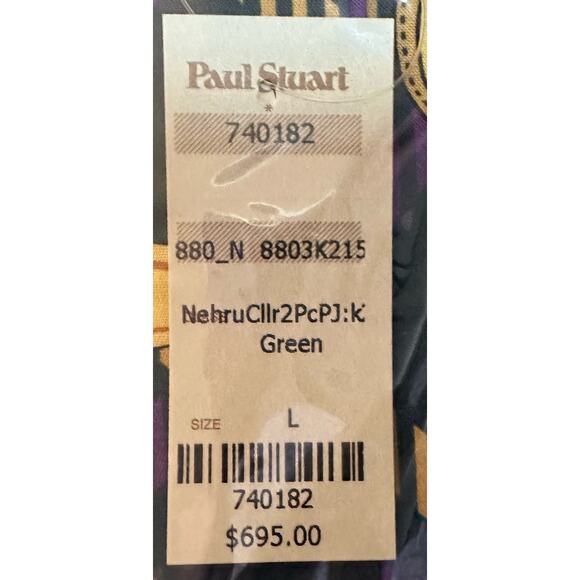 Paul Stuart
*
740182
880_N 8803K215
NehruCllr2PcPJ:k
Green
SIZE L
740182
$695.00